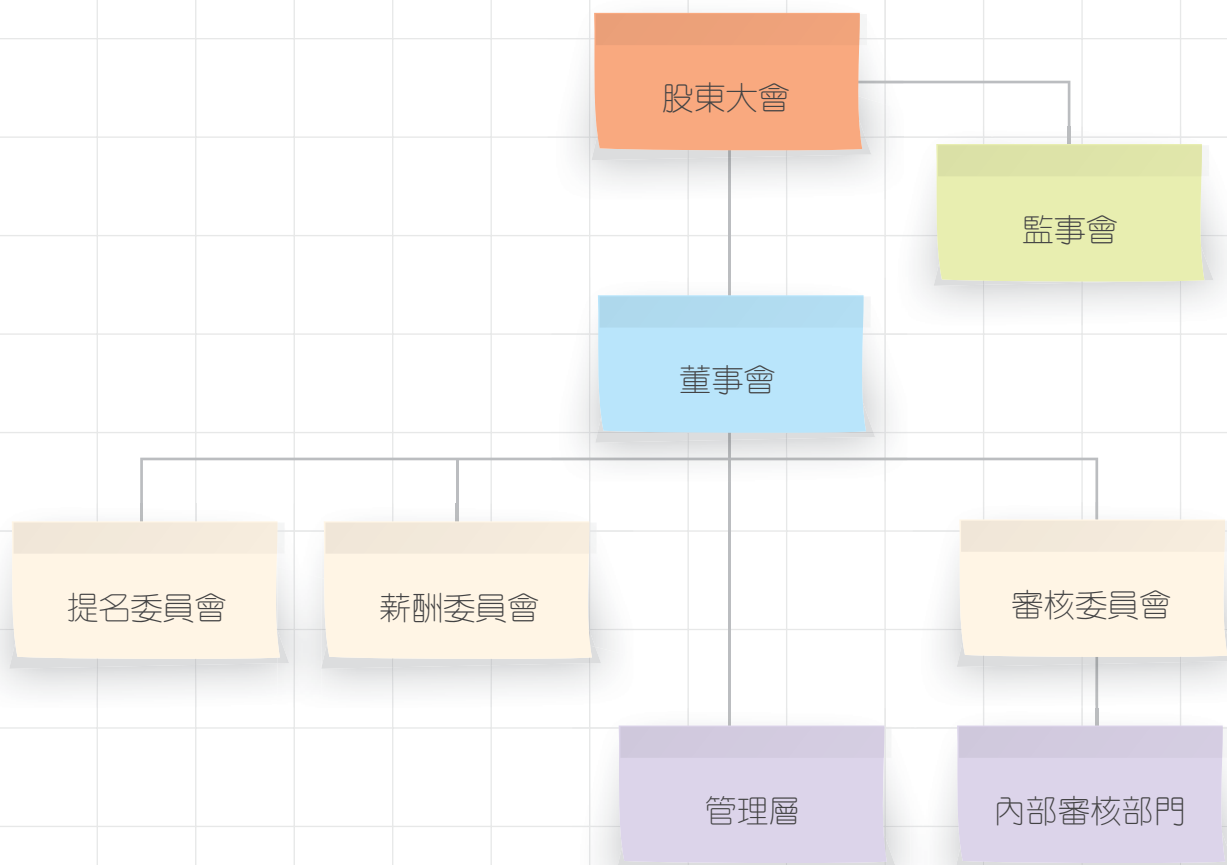 股東大會
監事會
董事會
提名委員會
薪酬委員會
審核委員會
管理層
內部審核部門